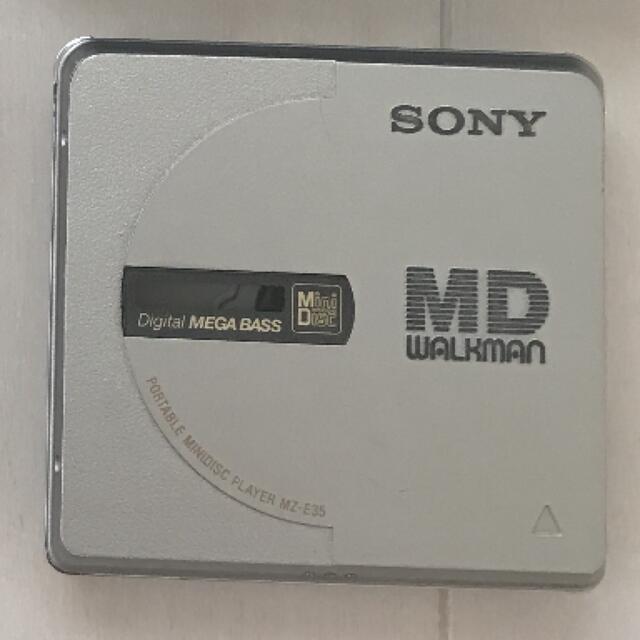 SONY
MD
WALKMAN
Digital MEGA BASS
Mini
Disc
PORTABLE MINIDISC PLAYER MZ-E35